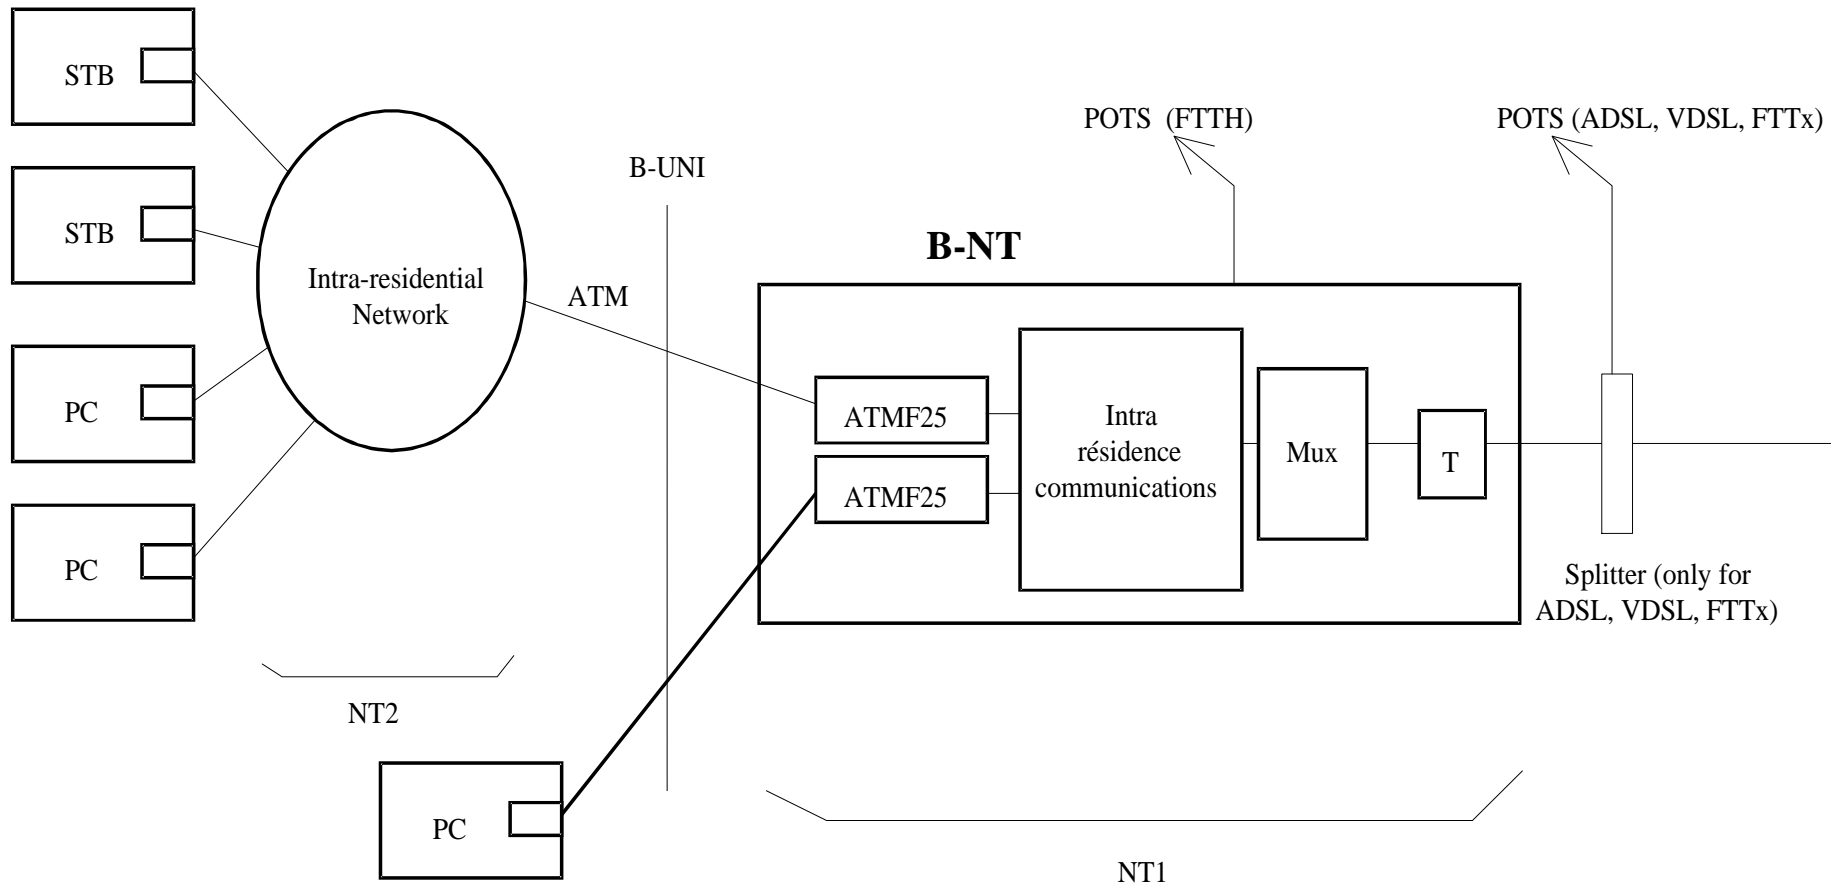 STB
POTS (FTTH)
POTS (ADSL, VDSL, FTTx)
B-UNI
STB
B-NT
Intra-residential
Network
ATM
PC
ATMF25
Intra
résidence
communications
Mux
T
ATMF25
PC
Splitter (only for
ADSL, VDSL, FTTx)
NT2
PC
NT1